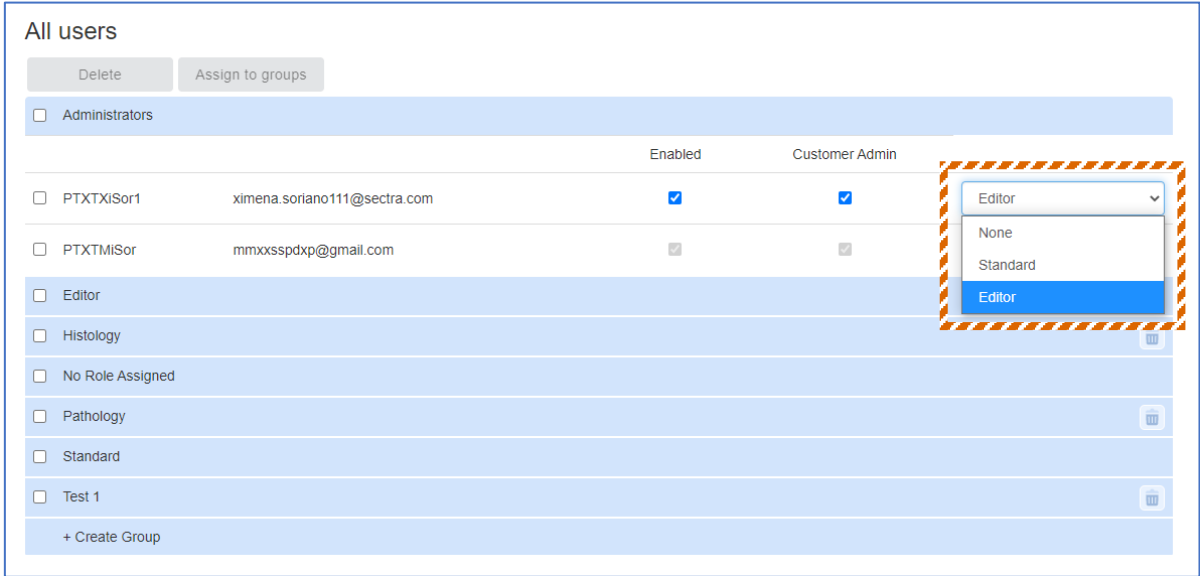 All users
Delete Assign to groups
Administrators
Enabled Customer Admin
PTXTXiSor1 ximena.soriano111@sectra.com Editor
None
PTXTMiSor mmxxsspdxp@gmail.com
Standard
Editor Editor
Histology
No Role Assigned
Pathology
Standard
Test 1
+ Create Group